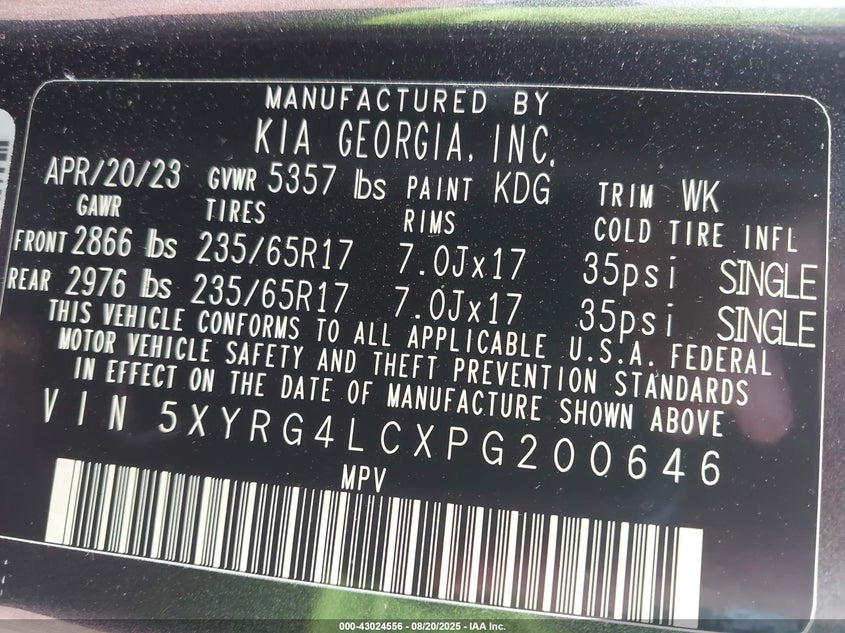 MANUFACTURED BY
KIA GEORGIA, INC.
APR/20/23 GVWR 5357 lbs PAINT KDG TRIM WK
GAWR TIRES RIMS COLD TIRE INFL
FRONT 2866 lbs 235/65R17 7.0Jx17 35psi SINGLE
REAR 2976 lbs 235/65R17 7.0Jx17 35psi SINGLE
THIS VEHICLE CONFORMS TO ALL APPLICABLE U.S.A. FEDERAL
MOTOR VEHICLE SAFETY AND THEFT PREVENTION STANDARDS
IN EFFECT ON THE DATE OF MANUFACTURE SHOWN ABOVE
VIN 5XYRG4LCXPG200646
MPV
000-43024556 - 08/20/2025 - IAA Inc.